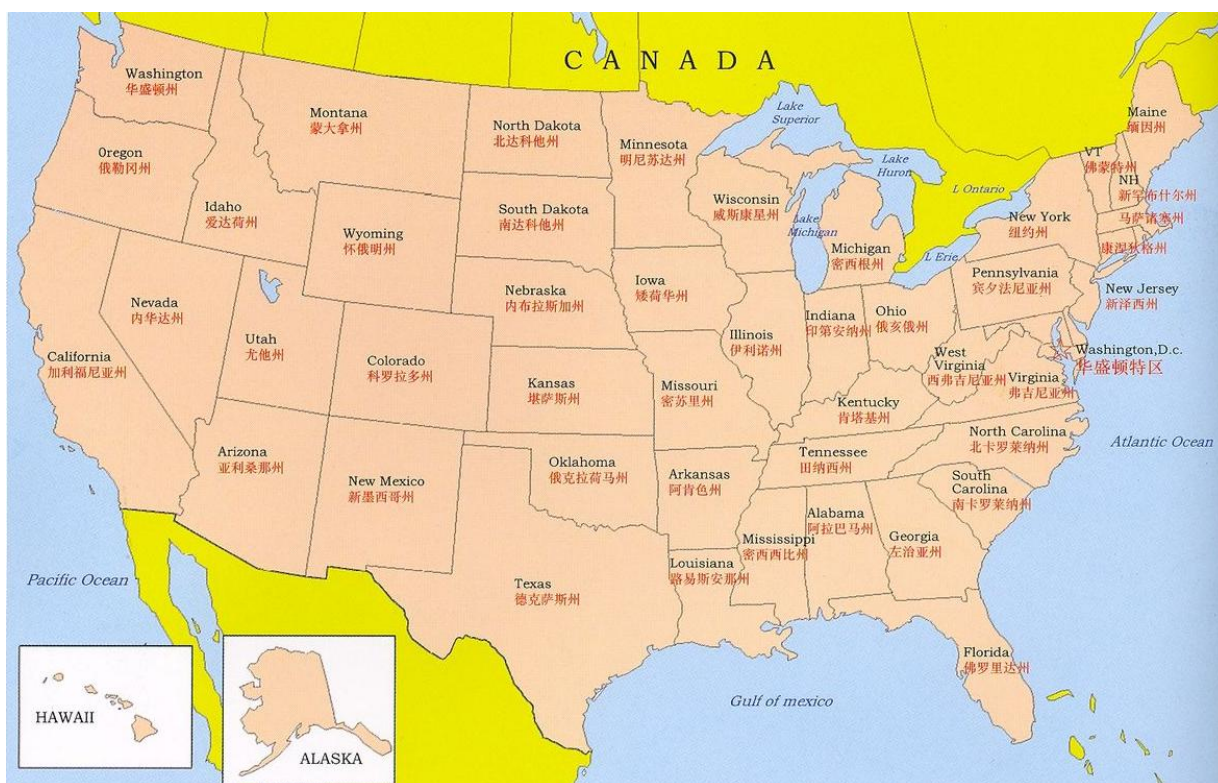 CANADA
Washington
华盛顿州
Montana
蒙大拿州
North Dakota
北达科他州
Minnesota
明尼苏达州
Lake
Superior
Maine
缅因州
0regon
俄勒冈州
VT
佛蒙特州
Lake
Huron
NH
新罕布什尔州
L Ontario
Idaho
爱达荷州
South Dakota
南达科他州
Wisconsin
威斯康星州
New York
纽约州
马萨诸塞州
Wyoming
怀俄明州
Lake
Michigan
Michigan
密西根州
L Erie
康涅狄格州
Nevada
内华达州
Nebraska
内布拉斯加州
Iowa
矮荷华州
Pennsylvania
宾夕法尼亚州
New Jersey
新泽西州
Utah
尤他州
Illinois
伊利诺州
Indiana
印第安纳州
Ohio
俄亥俄州
California
加利福尼亚州
Colorado
科罗拉多州
West
Virginia
西弗吉尼亚州
Washington,D.c.
华盛顿特区
Kansas
堪萨斯州
Missouri
密苏里州
Virginia
弗吉尼亚州
Kentucky
肯塔基州
North Carolina
北卡罗莱纳州
Atlantic Ocean
Arizona
亚利桑那州
New Mexico
新墨西哥州
Oklahoma
俄克拉荷马州
Arkansas
阿肯色州
Tennessee
田纳西州
South
Carolina
南卡罗莱纳州
Mississippi
密西西比州
Alabama
阿拉巴马州
Georgia
左治亚州
Pacific Ocean
Texas
德克萨斯州
Louisiana
路易斯安那州
Florida
佛罗里达州
Gulf of mexico
HAWAII
ALASKA